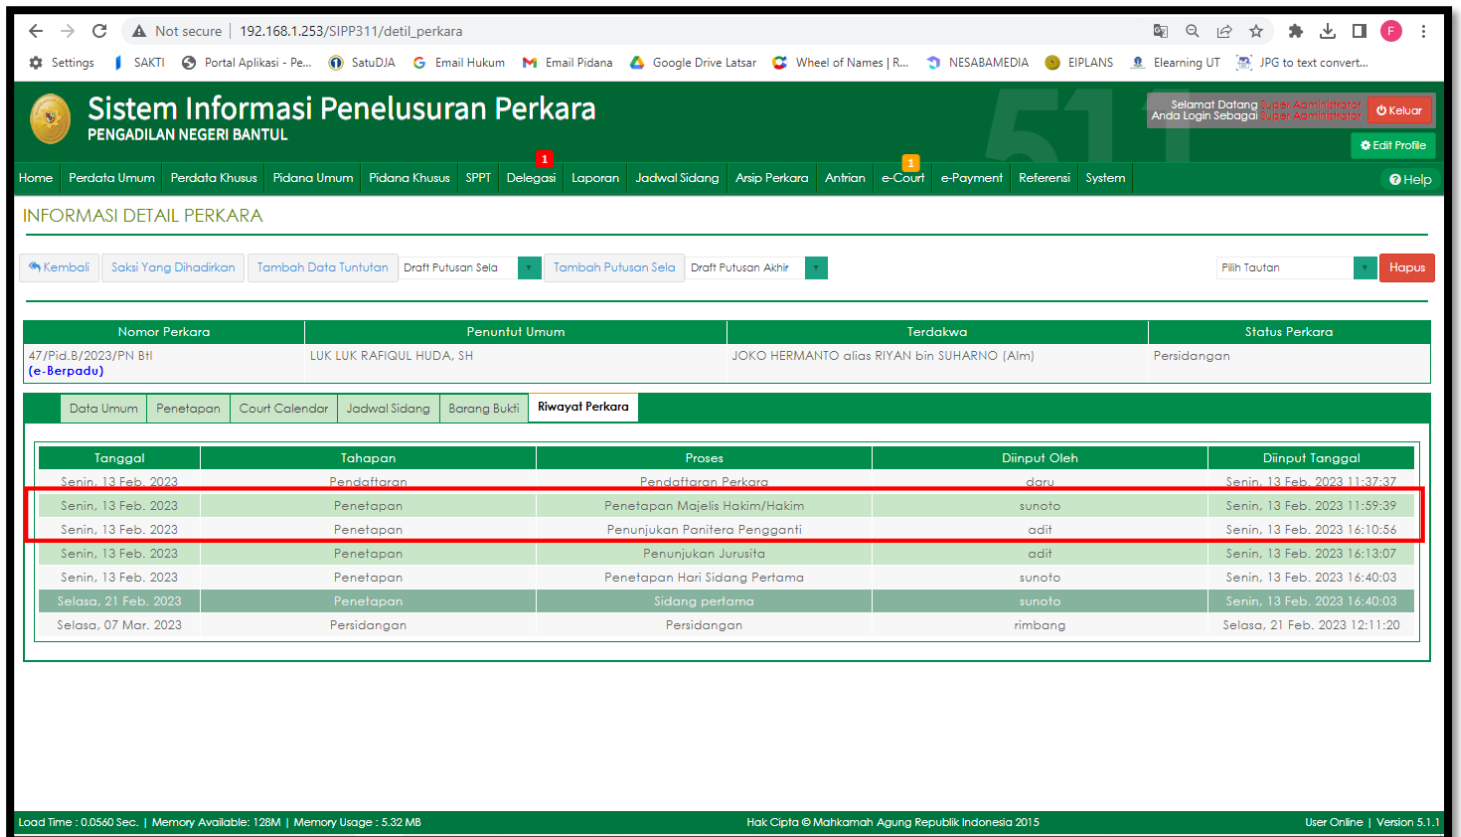 Not secure | 192.168.1.253/SIPP311/detil_perkara
F
Settings SAKTI Portal Aplikasi - Pe... SatuDJA Email Hukum Email Pidana Google Drive Latsar Wheel of Names | R... NESABAMEDIA EIPLANS Elearning UT JPG to text convert...
Sistem Informasi Penelusuran Perkara
PENGADILAN NEGERI BANTUL
511
Selamat Datang Super Administrator
Anda Login Sebagai Super Administrator
Keluar
Edit Profile
1
1
Home Perdata Umum Perdata Khusus Pidana Umum Pidana Khusus SPPT Delegasi Laporan Jadwal Sidang Arsip Perkara Antrian e-Court e-Payment Referensi System Help
INFORMASI DETAIL PERKARA
Kembali Saksi Yang Dihadirkan Tambah Data Tuntutan Draft Putusan Sela Tambah Putusan Sela Draft Putusan Akhir Pilih Tautan Hapus
Nomor Perkara Penuntut Umum Terdakwa Status Perkara
47/Pid.B/2023/PN Btl LUK LUK RAFIQUL HUDA, SH JOKO HERMANTO alias RIYAN bin SUHARNO (Alm) Persidangan
(e-Berpadu)
Data Umum Penetapan Court Calendar Jadwal Sidang Barang Bukti Riwayat Perkara
Tanggal Tahapan Proses Diinput Oleh Diinput Tanggal
Senin, 13 Feb. 2023 Pendaftaran Pendaftaran Perkara daru Senin, 13 Feb. 2023 11:37:37
Senin, 13 Feb. 2023 Penetapan Penetapan Majelis Hakim/Hakim sunoto Senin, 13 Feb. 2023 11:59:39
Senin, 13 Feb. 2023 Penetapan Penunjukan Panitera Pengganti adit Senin, 13 Feb. 2023 16:10:56
Senin, 13 Feb. 2023 Penetapan Penunjukan Jurusita adit Senin, 13 Feb. 2023 16:13:07
Senin, 13 Feb. 2023 Penetapan Penetapan Hari Sidang Pertama sunoto Senin, 13 Feb. 2023 16:40:03
Selasa, 21 Feb. 2023 Penetapan Sidang pertama sunoto Senin, 13 Feb. 2023 16:40:03
Selasa, 07 Mar. 2023 Persidangan Persidangan rimbang Selasa, 21 Feb. 2023 12:11:20
Load Time : 0.0560 Sec. | Memory Available: 128M | Memory Usage : 5.32 MB Hak Cipta © Mahkamah Agung Republik Indonesia 2015 User Online | Version 5.1.1